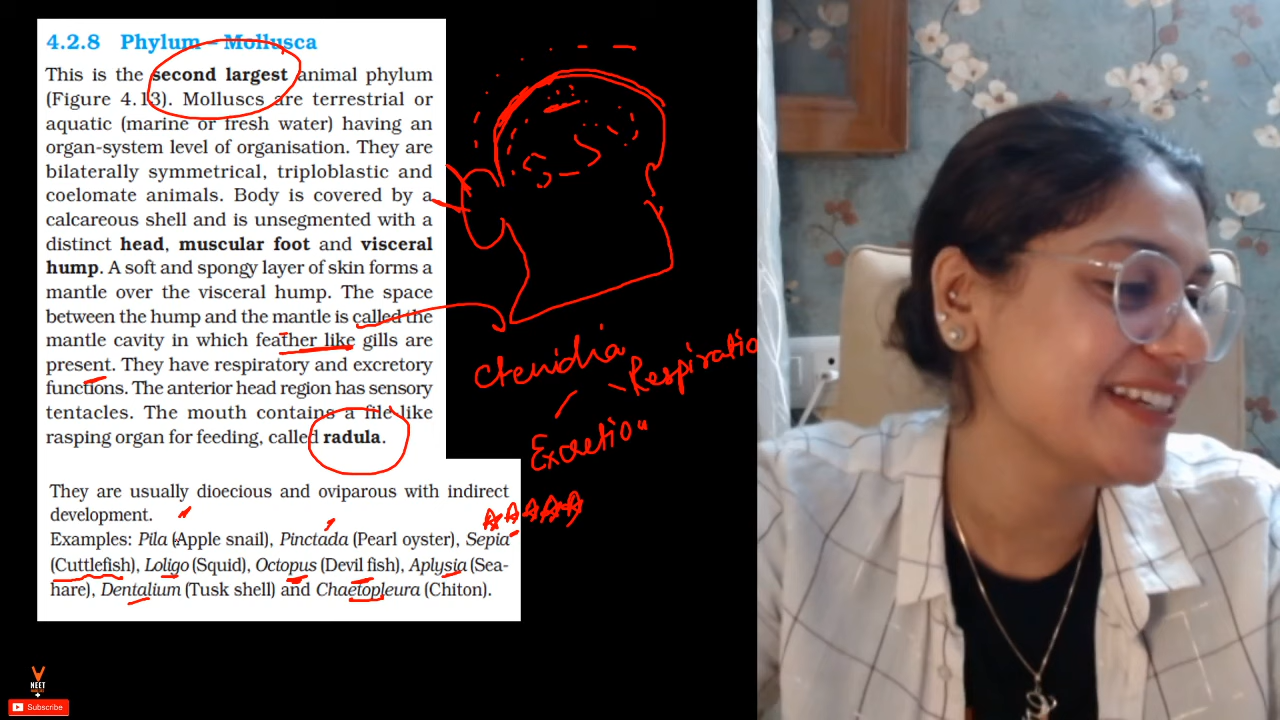 4.2.8 Phylum – Mollusca
This is the second largest animal phylum
(Figure 4.13). Molluscs are terrestrial or
aquatic (marine or fresh water) having an
organ-system level of organisation. They are
bilaterally symmetrical, triploblastic and
coelomate animals. Body is covered by a
calcareous shell and is unsegmented with a
distinct head, muscular foot and visceral
hump. A soft and spongy layer of skin forms a
mantle over the visceral hump. The space
between the hump and the mantle is called the
mantle cavity in which feather like gills are
present. They have respiratory and excretory
functions. The anterior head region has sensory
tentacles. The mouth contains a file like
rasping organ for feeding, called radula.
They are usually dioecious and oviparous with indirect
development.
Examples: Pila (Apple snail), Pinctada (Pearl oyster), Sepia
(Cuttlefish), Loligo (Squid), Octopus (Devil fish), Aplysia (Sea-
hare), Dentalium (Tusk shell) and Chaetopleura (Chiton).
Ctenidia
Respiration
Excretion
NEET
Subscribe